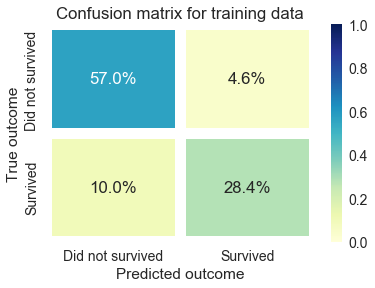 Confusion matrix for training data
True outcome
Did not survived
Survived
57.0%
4.6%
10.0%
28.4%
Did not survived
Survived
Predicted outcome
1.0
0.8
0.6
0.4
0.2
0.0